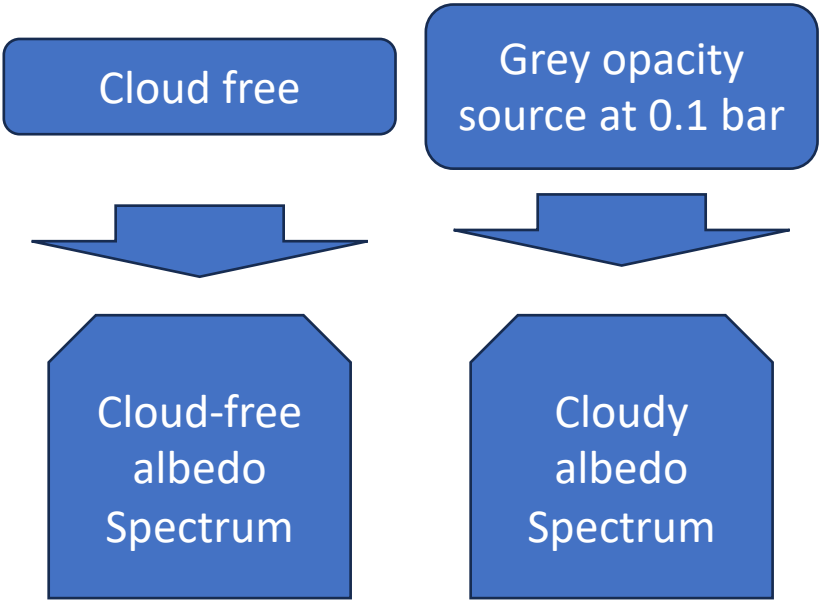 Cloud free
Grey opacity
source at 0.1 bar
Cloud-free
albedo
Spectrum
Cloudy
albedo
Spectrum